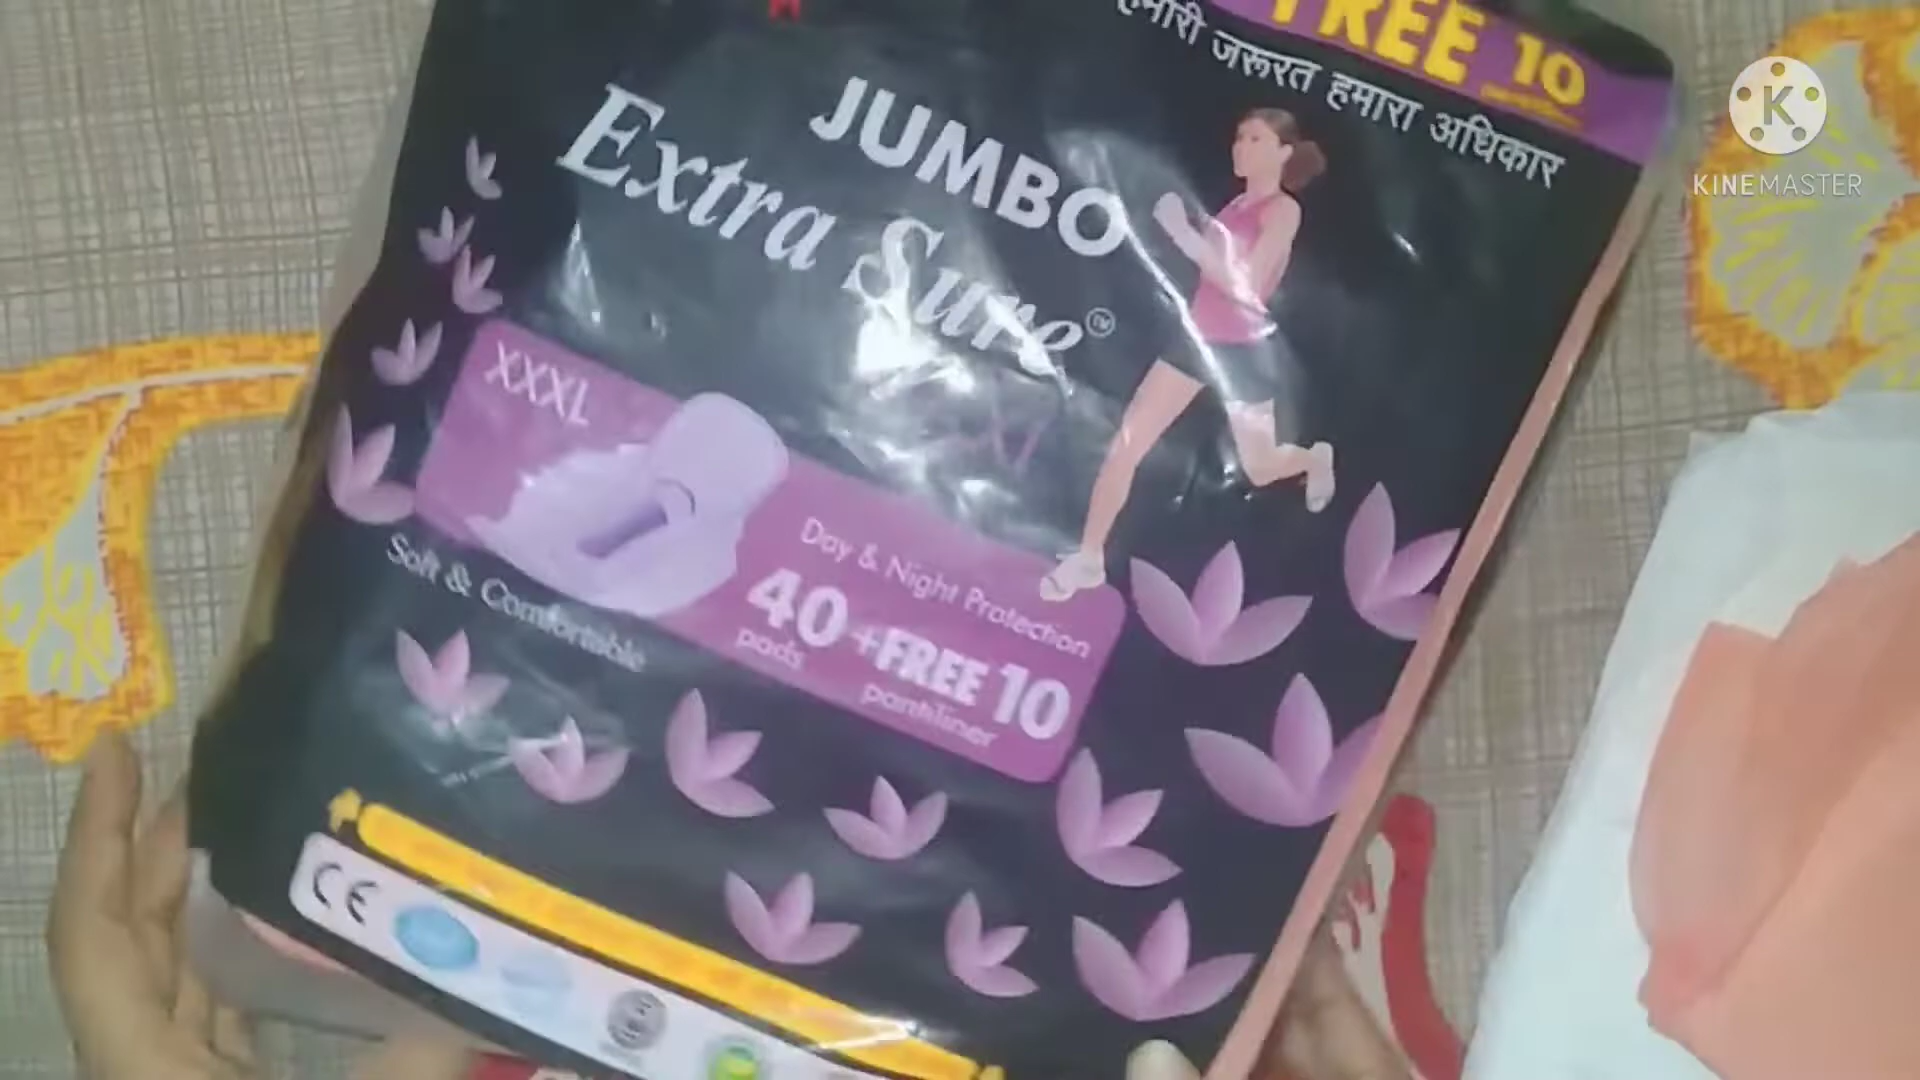 FREE 10
हमारी जरूरत हमारा अधिकार
KINEMASTER
JUMBO
Extra Sure™
XXXL
Day & Night Protection
40 +FREE 10
pads
pantiliner
Soft & Comfortable
CE